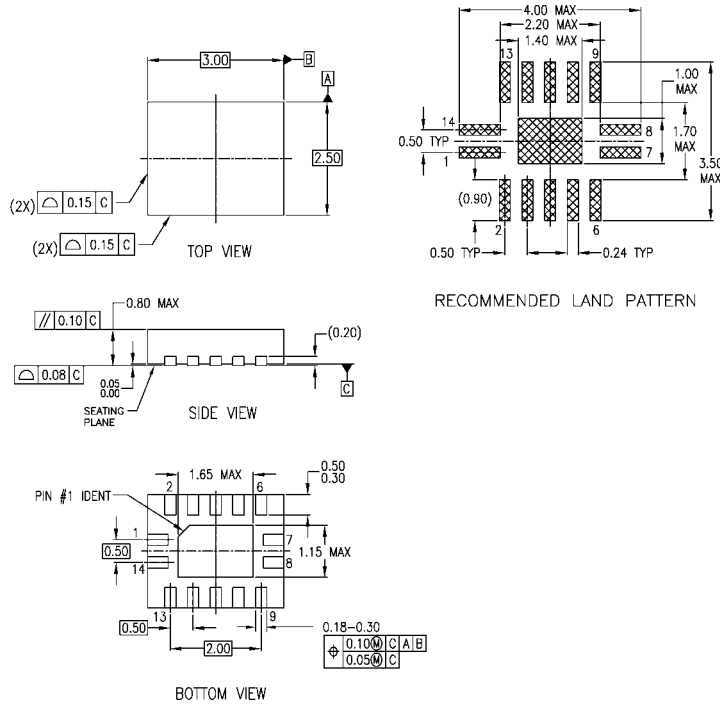 3.00
B
A
2.50
(2X) ⌓ 0.15 C
(2X) ⌓ 0.15 C
TOP VIEW
4.00 MAX
2.20 MAX
1.40 MAX
13
9
1.00
MAX
14
8
0.50 TYP
1.70
MAX
1
7
3.50
MAX
(0.90)
2
6
0.50 TYP
0.24 TYP
RECOMMENDED LAND PATTERN
0.80 MAX
// 0.10 C
(0.20)
⌓ 0.08 C
0.05
0.00
C
SEATING
PLANE
SIDE VIEW
1.65 MAX
0.50
0.30
2
6
PIN #1 IDENT
1
7
0.50
1.15 MAX
14
8
13
9
0.50
0.18-0.30
2.00
⌖ 0.10Ⓜ C A B
0.05Ⓜ C
BOTTOM VIEW